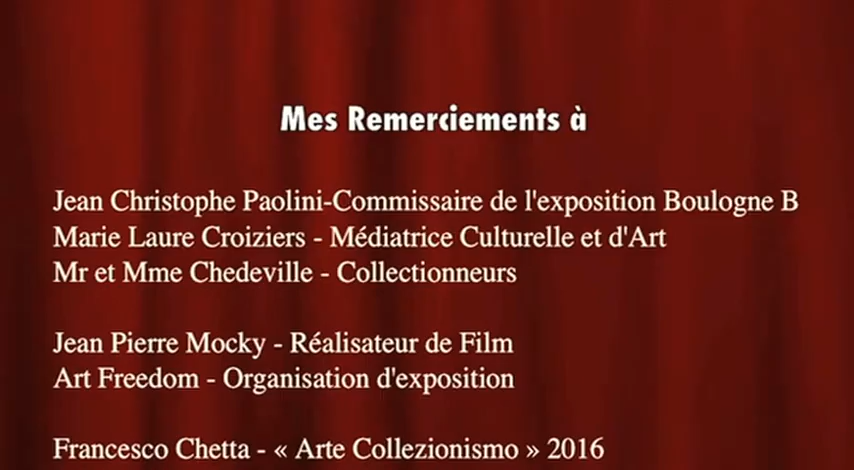 Mes Remerciements à
Jean Christophe Paolini-Commissaire de l'exposition Boulogne B
Marie Laure Croiziers - Médiatrice Culturelle et d'Art
Mr et Mme Chedeville - Collectionneurs
Jean Pierre Mocky - Réalisateur de Film
Art Freedom - Organisation d'exposition
Francesco Chetta - « Arte Collezionismo » 2016